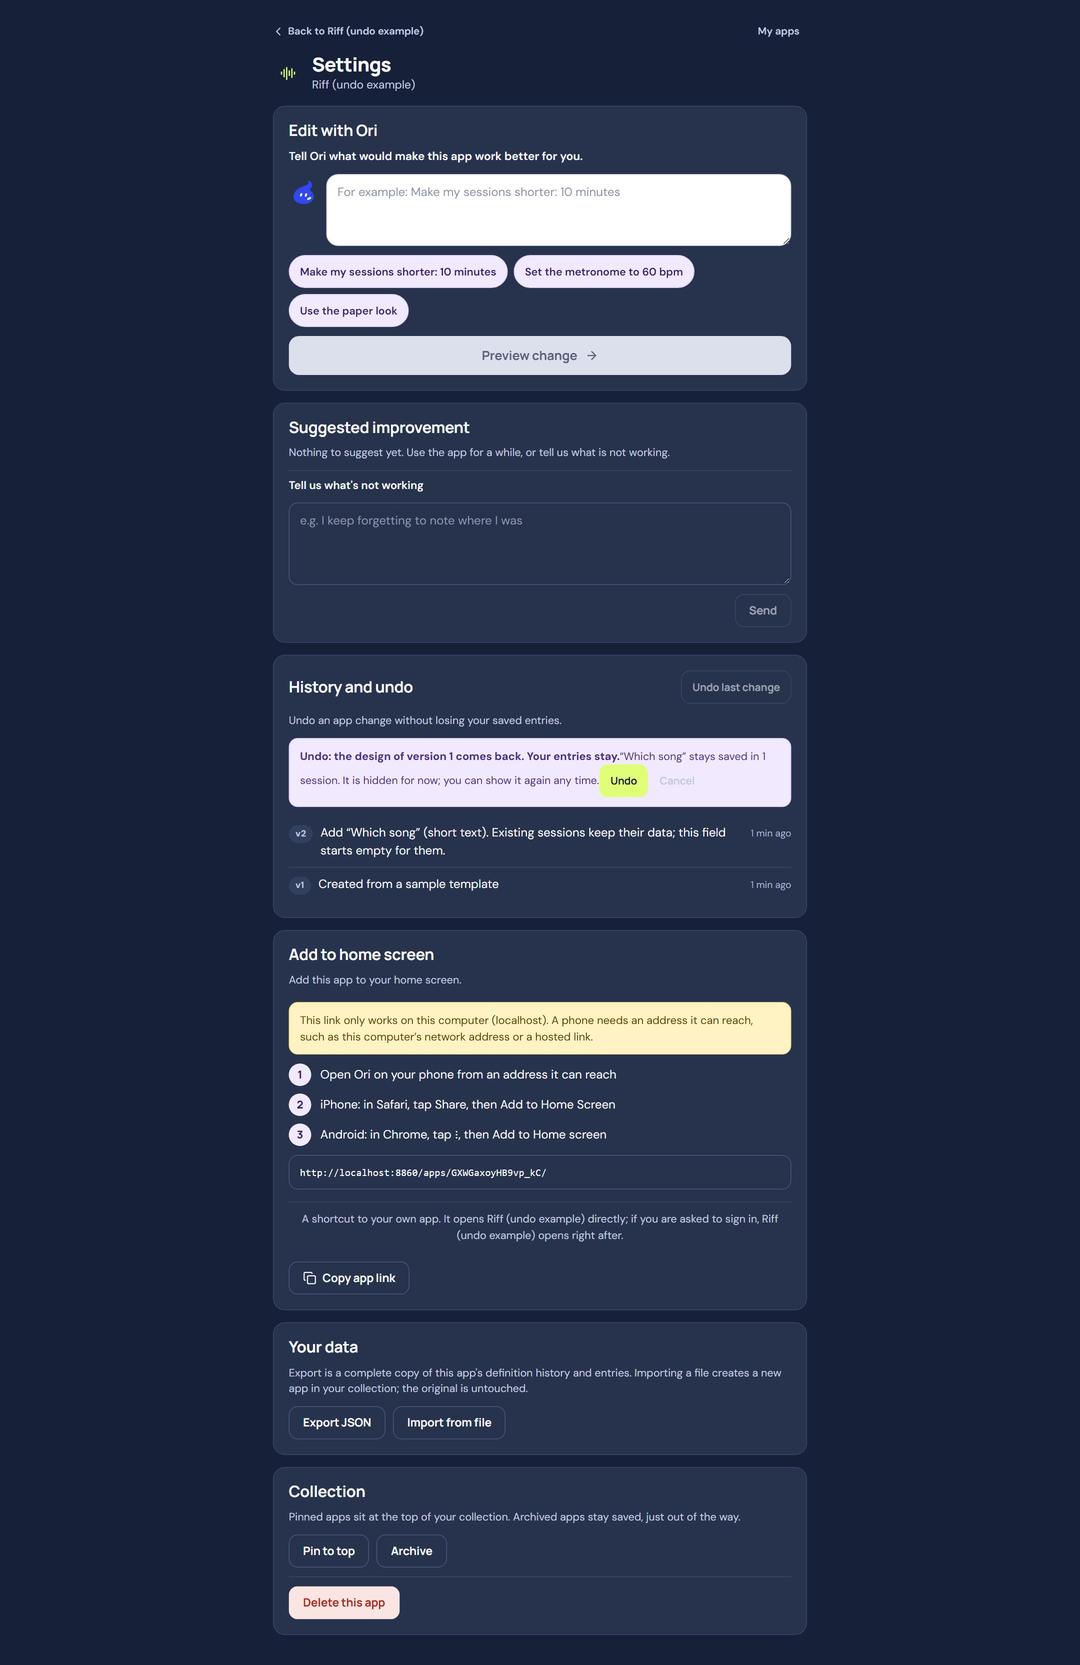 Back to Riff (undo example)
My apps
Settings
Riff (undo example)
Edit with Ori
Tell Ori what would make this app work better for you.
For example: Make my sessions shorter: 10 minutes
Make my sessions shorter: 10 minutes
Set the metronome to 60 bpm
Use the paper look
Preview change →
Suggested improvement
Nothing to suggest yet. Use the app for a while, or tell us what is not working.
Tell us what's not working
e.g. I keep forgetting to note where I was
Send
History and undo
Undo last change
Undo an app change without losing your saved entries.
Undo: the design of version 1 comes back. Your entries stay.“Which song” stays saved in 1
session. It is hidden for now; you can show it again any time. Undo Cancel
v2 Add “Which song” (short text). Existing sessions keep their data; this field 1 min ago
starts empty for them.
v1 Created from a sample template 1 min ago
Add to home screen
Add this app to your home screen.
This link only works on this computer (localhost). A phone needs an address it can reach,
such as this computer's network address or a hosted link.
1 Open Ori on your phone from an address it can reach
2 iPhone: in Safari, tap Share, then Add to Home Screen
3 Android: in Chrome, tap ⋮, then Add to Home screen
http://localhost:8860/apps/GXWGaxoyHB9vp_kC/
A shortcut to your own app. It opens Riff (undo example) directly; if you are asked to sign in, Riff
(undo example) opens right after.
Copy app link
Your data
Export is a complete copy of this app's definition history and entries. Importing a file creates a new
app in your collection; the original is untouched.
Export JSON
Import from file
Collection
Pinned apps sit at the top of your collection. Archived apps stay saved, just out of the way.
Pin to top
Archive
Delete this app